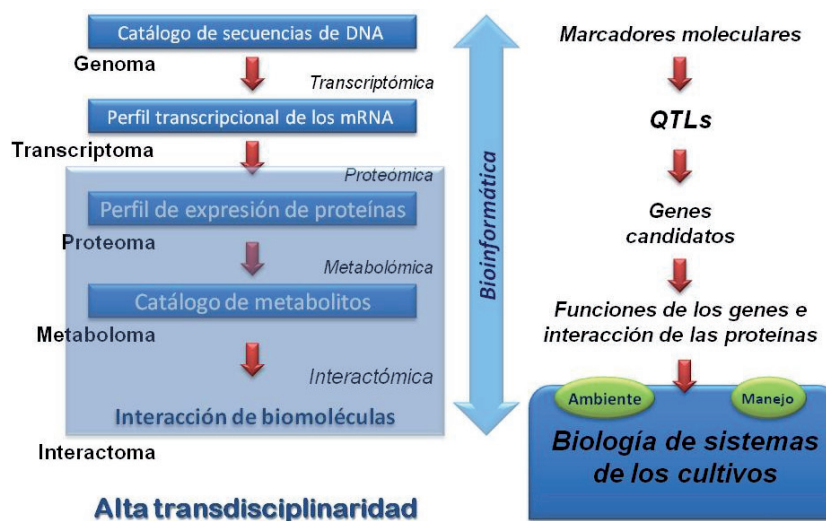 Catálogo de secuencias de DNA
Genoma
Transcriptómica
Perfil transcripcional de los mRNA
Transcriptoma
Proteómica
Perfil de expresión de proteínas
Proteoma
Metabolómica
Catálogo de metabolitos
Metaboloma
Interactómica
Interacción de biomoléculas
Interactoma
Alta transdisciplinaridad
Bioinformática
Marcadores moleculares
QTLs
Genes
candidatos
Funciones de los genes e
interacción de las proteínas
Ambiente
Manejo
Biología de sistemas
de los cultivos